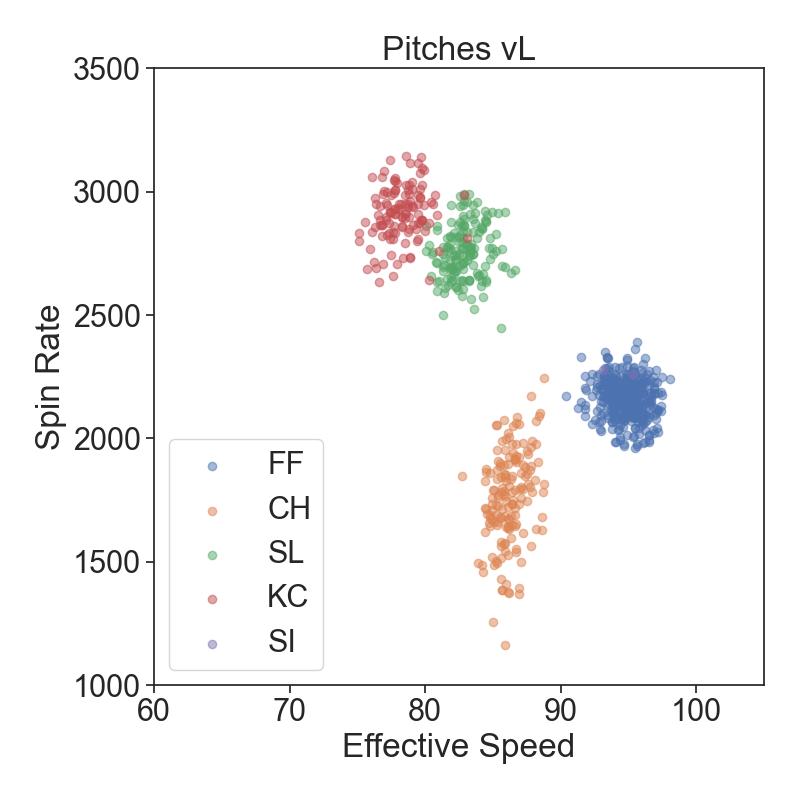 Pitches vL
3500
3000
2500
2000
1500
1000
Spin Rate
FF
CH
SL
KC
SI
60 70 80 90 100
Effective Speed